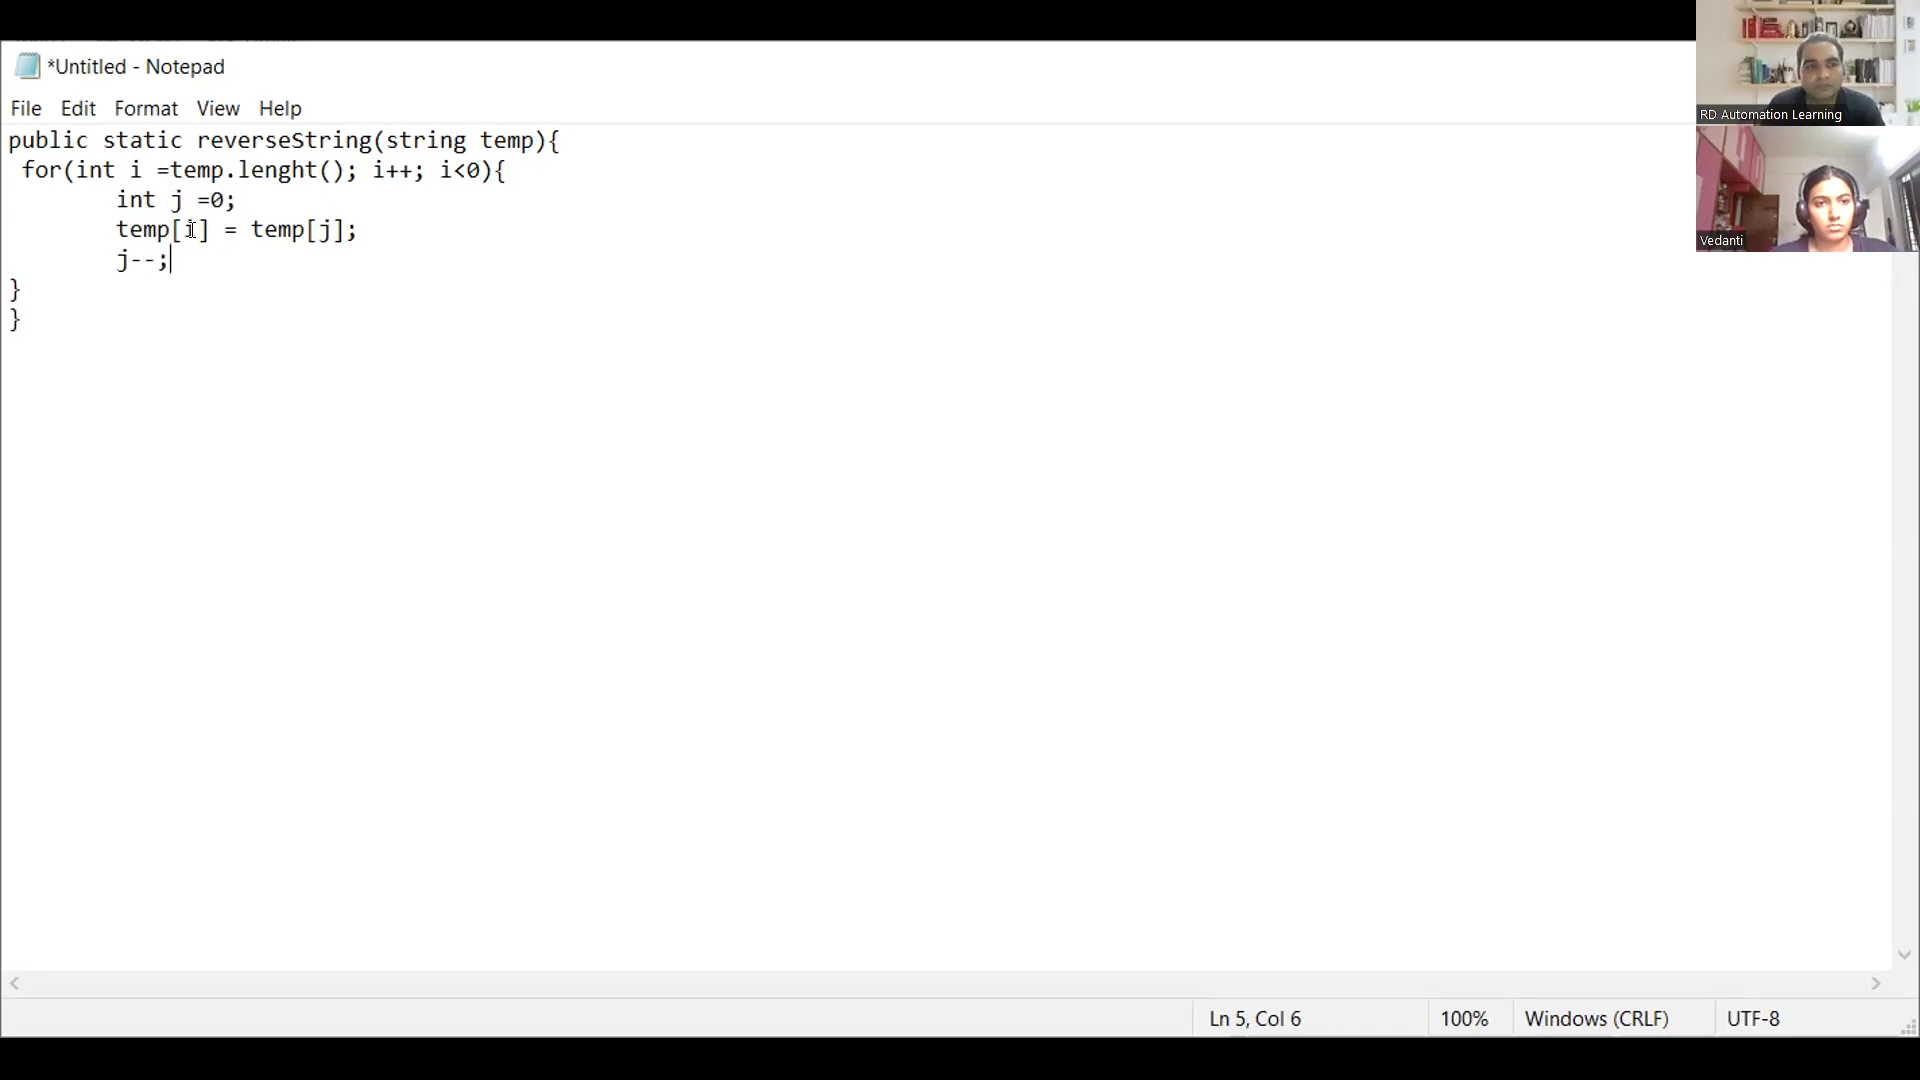 *Untitled - Notepad
File Edit Format View Help
public static reverseString(string temp){
for(int i =temp.lenght(); i++; i<0){
int j =0;
temp[i] = temp[j];
j--;
}
}
RD Automation Learning
Vedanti
Ln 5, Col 6 100% Windows (CRLF) UTF-8